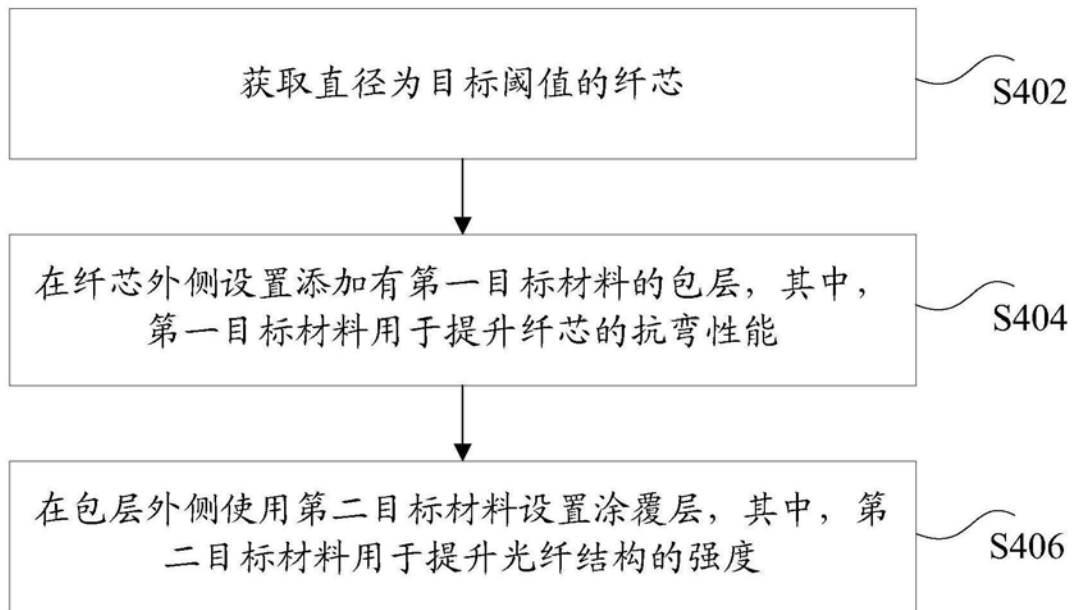 获取直径为目标阈值的纤芯
S402
在纤芯外侧设置添加有第一目标材料的包层，其中，
第一目标材料用于提升纤芯的抗弯性能
S404
在包层外侧使用第二目标材料设置涂覆层，其中，第
二目标材料用于提升光纤结构的强度
S406